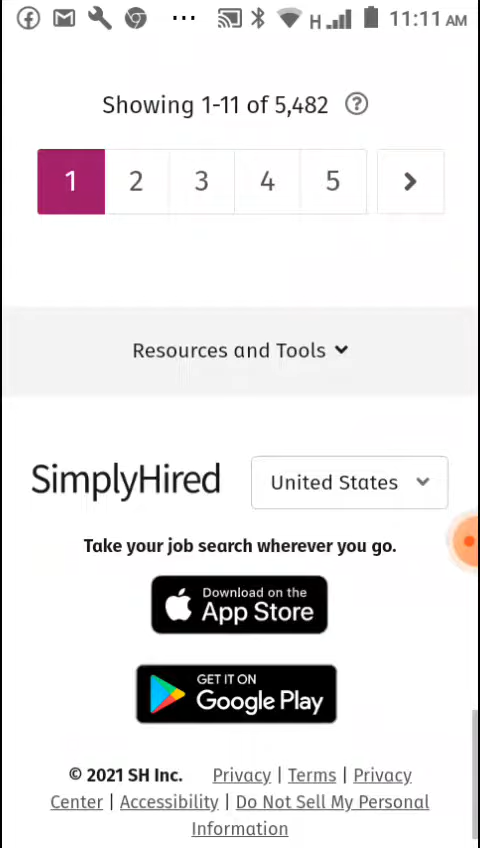 H 11:11 AM
Showing 1-11 of 5,482 ?
1 2 3 4 5
Resources and Tools
SimplyHired United States
Take your job search wherever you go.
Download on the
App Store
GET IT ON
Google Play
© 2021 SH Inc. Privacy | Terms | Privacy
Center | Accessibility | Do Not Sell My Personal
Information